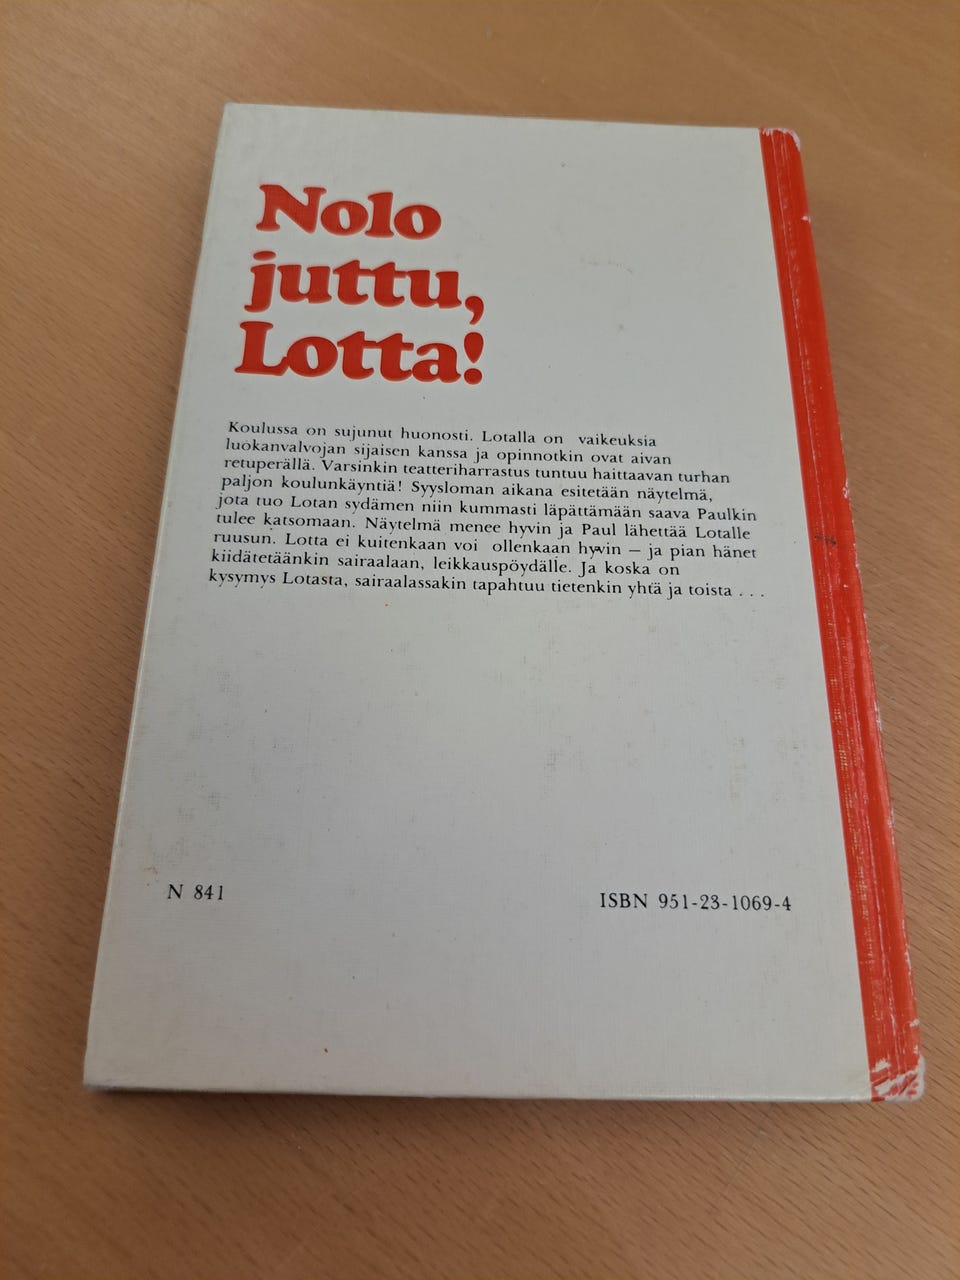 Nolo
juttu,
Lotta!
Koulussa on sujunut huonosti. Lotalla on vaikeuksia
luokanvalvojan sijaisen kanssa ja opinnotkin ovat aivan
retuperällä. Varsinkin teatteriharrastus tuntuu haittaavan turhan
paljon koulunkäyntiä! Syysloman aikana esitetään näytelmä,
jota tuo Lotan sydämen niin kummasti läpättämään saava Paulkin
tulee katsomaan. Näytelmä menee hyvin ja Paul lähettää Lotalle
ruusun. Lotta ei kuitenkaan voi ollenkaan hyvin — ja pian hänet
kiidätetäänkin sairaalaan, leikkauspöydälle. Ja koska on
kysymys Lotasta, sairaalassakin tapahtuu tietenkin yhtä ja toista . . .
N 841
ISBN 951-23-1069-4